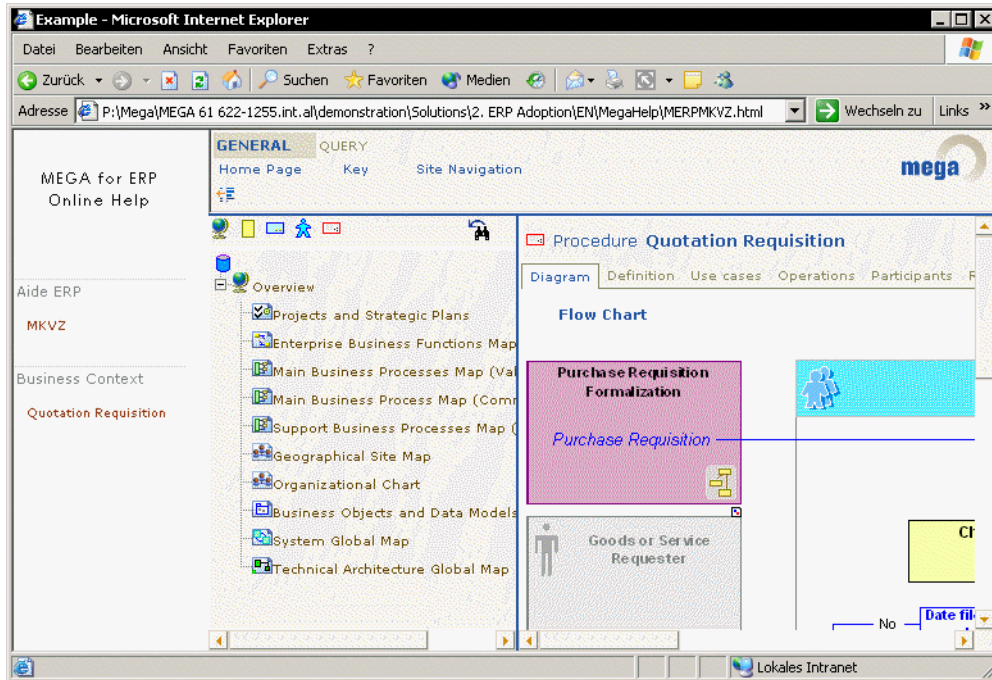 Example - Microsoft Internet Explorer
Datei Bearbeiten Ansicht Favoriten Extras ?
Zurück Suchen Favoriten Medien
Adresse P:\Mega\MEGA 61 622-1255.int.al\demonstration\Solutions\2. ERP Adoption\EN\MegaHelp\MERPMKVZ.html Wechseln zu Links »
MEGA for ERP
Online Help
Aide ERP
MKVZ
Business Context
Quotation Requisition
GENERAL QUERY
Home Page Key Site Navigation
mega
Overview
Projects and Strategic Plans
Enterprise Business Functions Map
Main Business Processes Map (Val
Main Business Process Map (Comm
Support Business Processes Map (
Geographical Site Map
Organizational Chart
Business Objects and Data Models
System Global Map
Technical Architecture Global Map
Procedure Quotation Requisition
Diagram Definition Use cases Operations Participants R
Flow Chart
Purchase Requisition
Formalization
Purchase Requisition
Goods or Service
Requester
Ch
No
Date file
Lokales Intranet